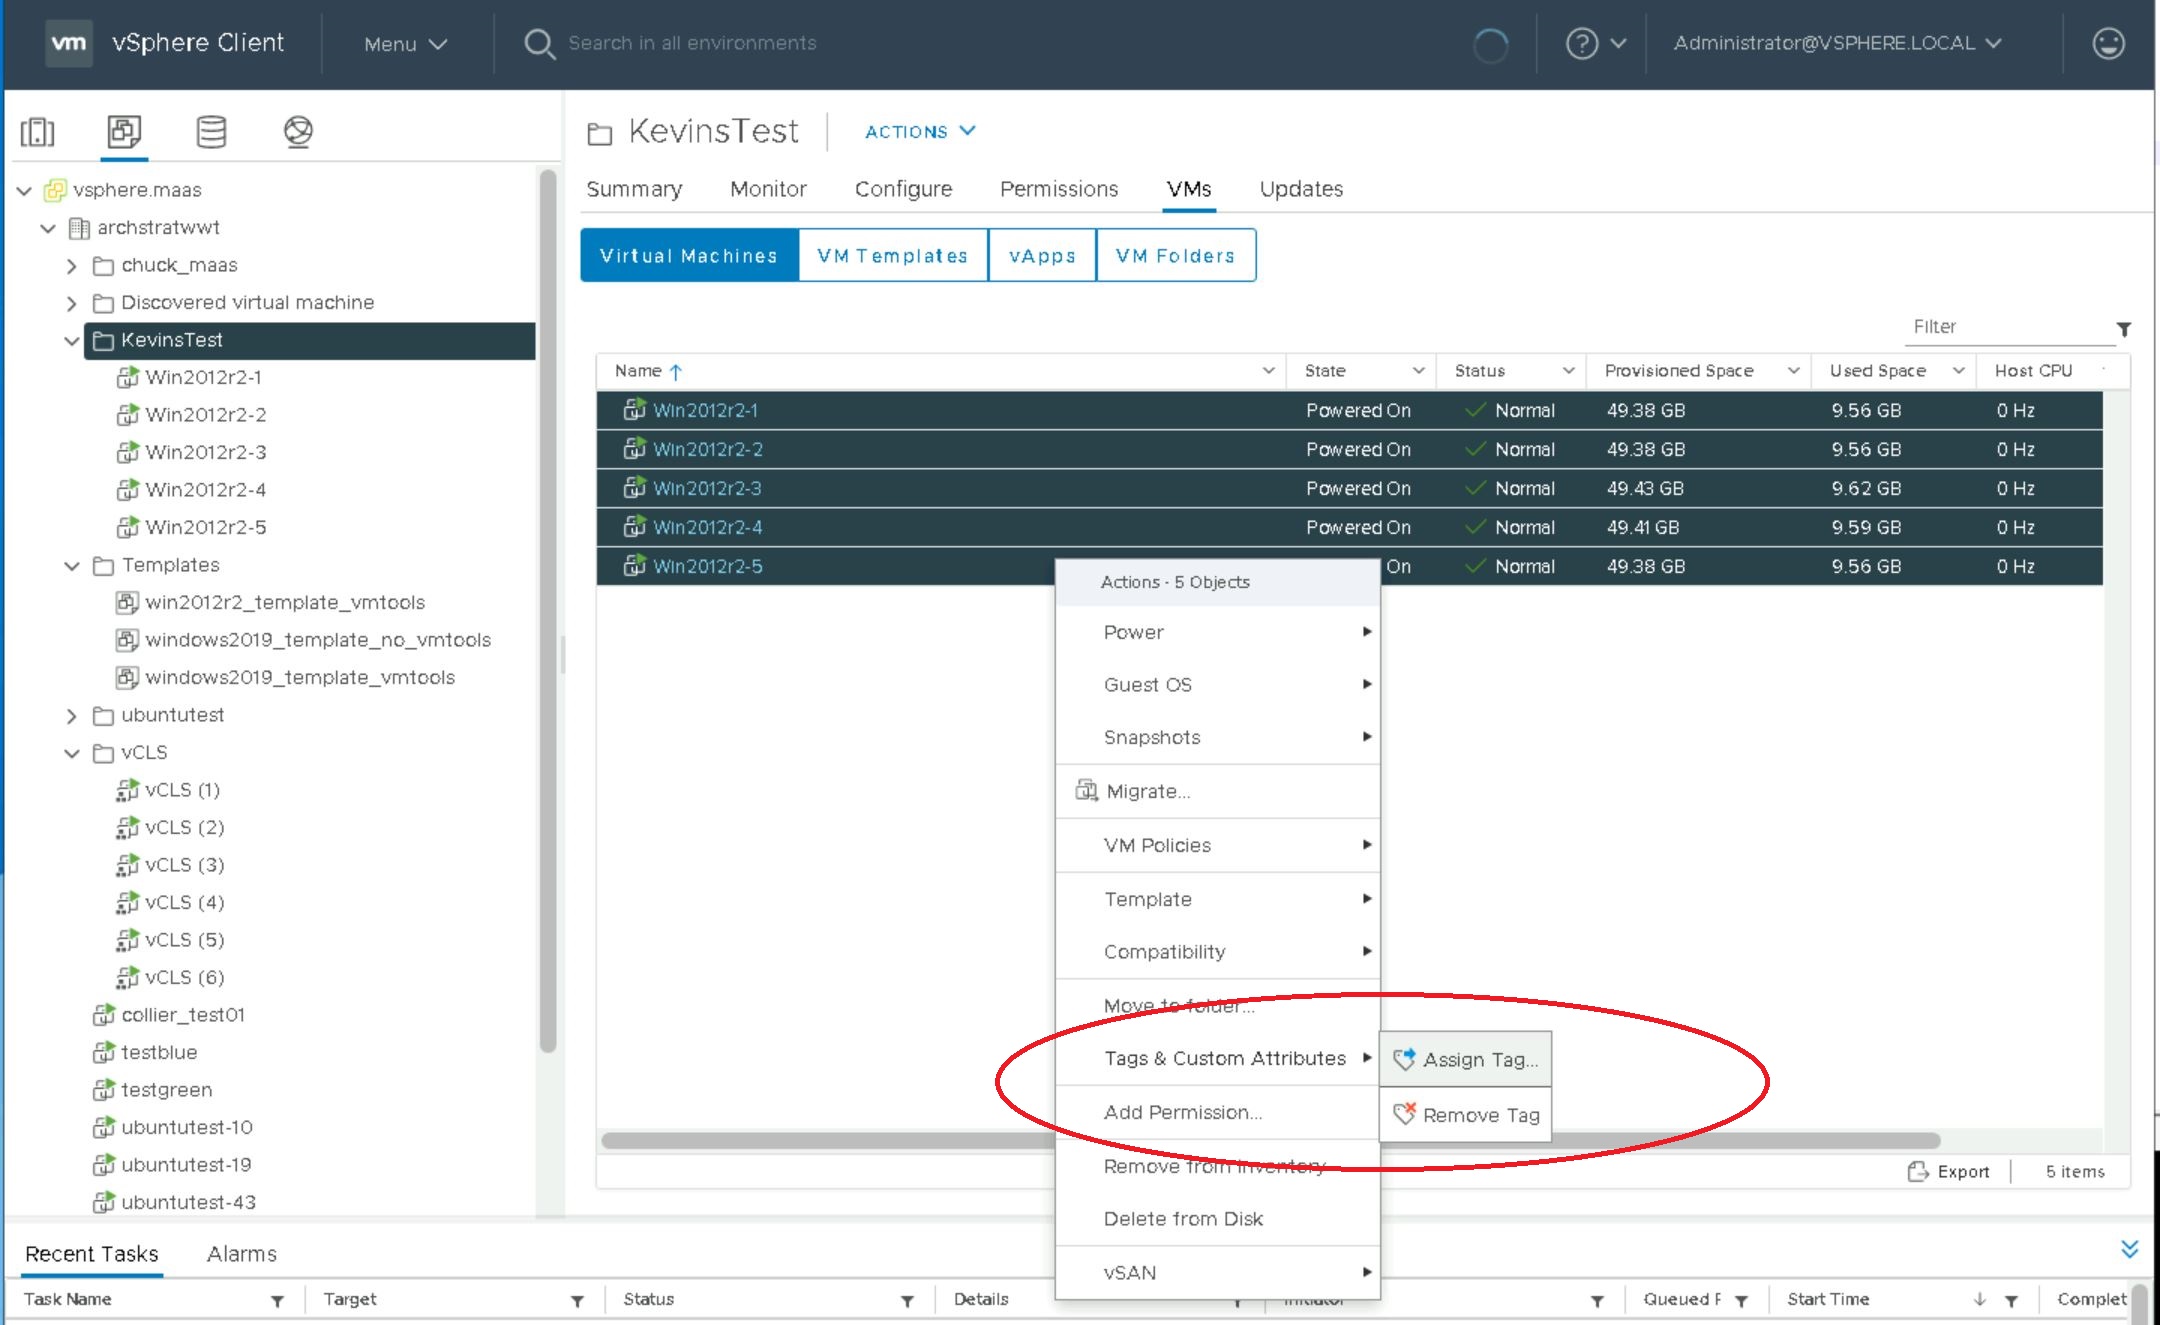 vm vSphere Client Menu Search in all environments Administrator@VSPHERE.LOCAL
KevinsTest ACTIONS
Summary Monitor Configure Permissions VMs Updates
Virtual Machines VM Templates vApps VM Folders
vsphere.maas
archstratwwt
chuck_maas
Discovered virtual machine
KevinsTest
Win2012r2-1
Win2012r2-2
Win2012r2-3
Win2012r2-4
Win2012r2-5
Templates
win2012r2_template_vmtools
windows2019_template_no_vmtools
windows2019_template_vmtools
ubuntutest
vCLS
vCLS (1)
vCLS (2)
vCLS (3)
vCLS (4)
vCLS (5)
vCLS (6)
collier_test01
testblue
testgreen
ubuntutest-10
ubuntutest-19
ubuntutest-43
Filter
Name State Status Provisioned Space Used Space Host CPU
Win2012r2-1 Powered On Normal 49.38 GB 9.56 GB 0 Hz
Win2012r2-2 Powered On Normal 49.38 GB 9.56 GB 0 Hz
Win2012r2-3 Powered On Normal 49.43 GB 9.62 GB 0 Hz
Win2012r2-4 Powered On Normal 49.41 GB 9.59 GB 0 Hz
Win2012r2-5 On Normal 49.38 GB 9.56 GB 0 Hz
Actions - 5 Objects
Power
Guest OS
Snapshots
Migrate...
VM Policies
Template
Compatibility
Move to folder...
Tags & Custom Attributes
Assign Tag...
Remove Tag
Add Permission...
Remove from Inventory
Delete from Disk
vSAN
Export 5 items
Recent Tasks Alarms
Task Name Target Status Details Initiator Queued F Start Time Complet